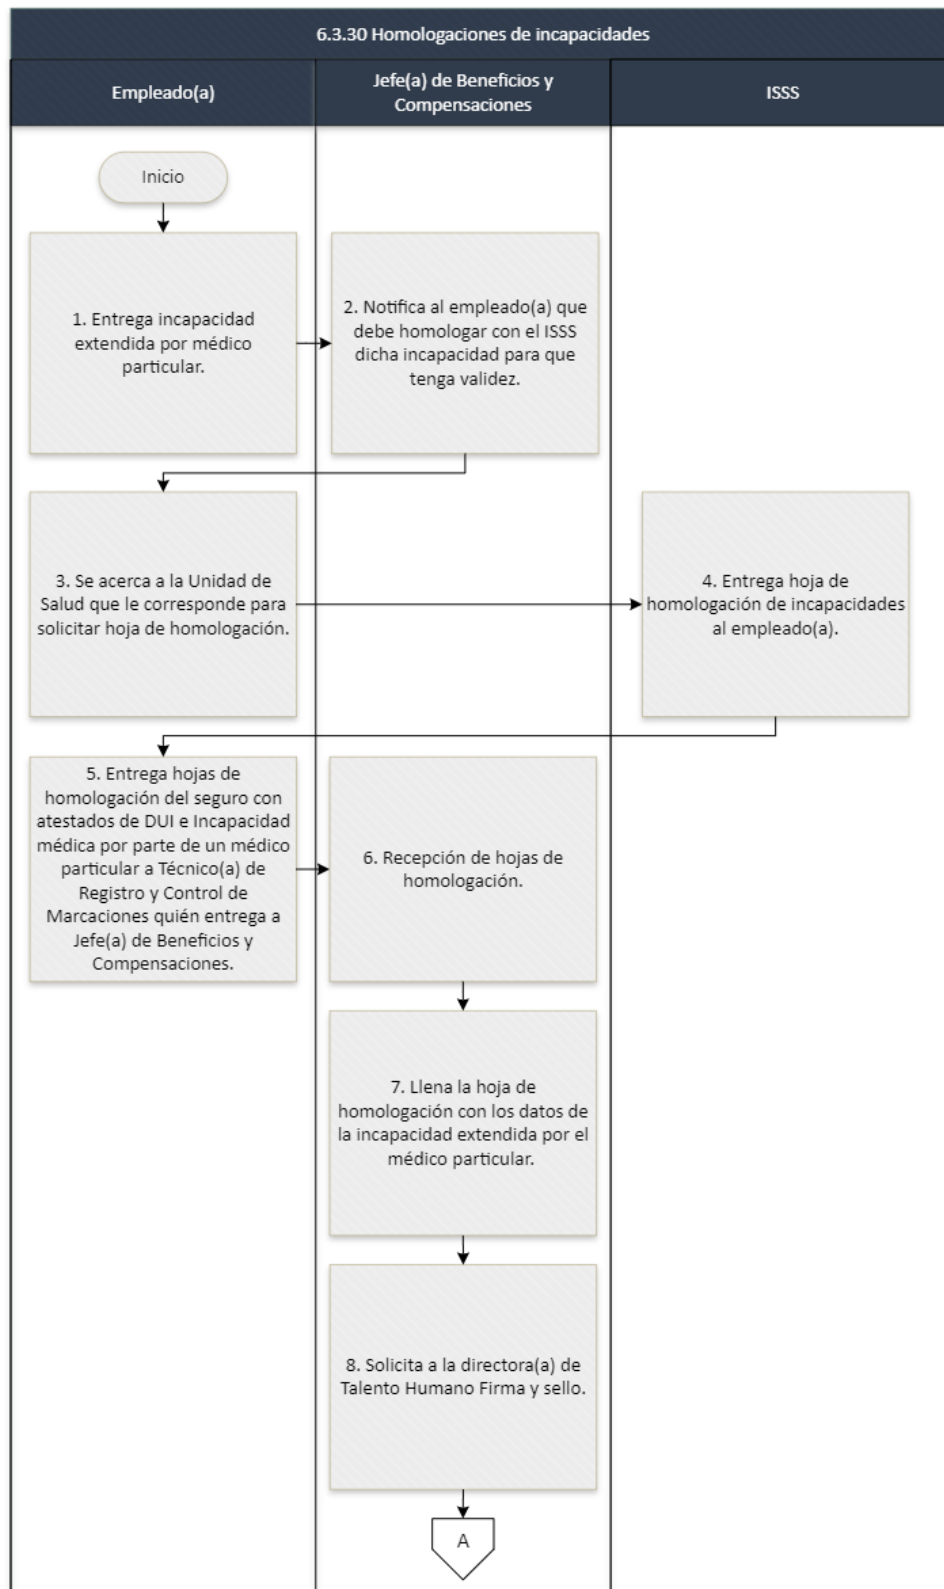 6.3.30 Homologaciones de incapacidades
Empleado(a)
Jefe(a) de Beneficios y
Compensaciones
ISSS
Inicio
1. Entrega incapacidad
extendida por médico
particular.
2. Notifica al empleado(a) que
debe homologar con el ISSS
dicha incapacidad para que
tenga validez.
3. Se acerca a la Unidad de
Salud que le corresponde para
solicitar hoja de homologación.
4. Entrega hoja de
homologación de incapacidades
al empleado(a).
5. Entrega hojas de
homologación del seguro con
atestados de DUI e Incapacidad
médica por parte de un médico
particular a Técnico(a) de
Registro y Control de
Marcaciones quién entrega a
Jefe(a) de Beneficios y
Compensaciones.
6. Recepción de hojas de
homologación.
7. Llena la hoja de
homologación con los datos de
la incapacidad extendida por el
médico particular.
8. Solicita a la directora(a) de
Talento Humano Firma y sello.
A